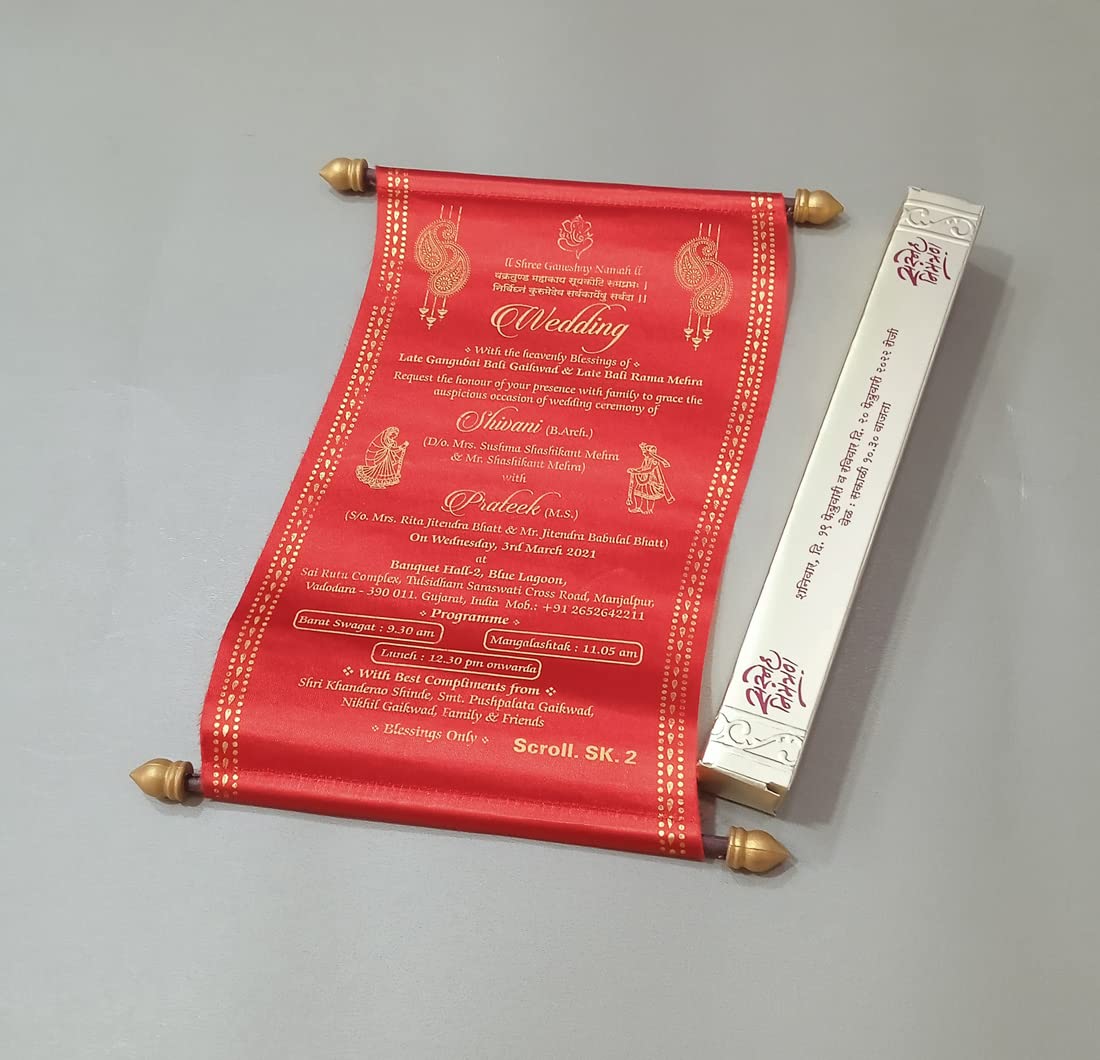 ॥ Shree Ganeshay Namah ॥
वक्रतुण्ड महाकाय सूर्यकोटि समप्रभः ।
निर्विघ्नं कुरुमेदेव सर्वकार्येषु सर्वदा ।।
Wedding
With the heavenly Blessings of
Late Gangubai Bali Gaikwad & Late Bali Rama Mehra
Request the honour of your presence with family to grace the
auspicious occasion of wedding ceremony of
Shivani (B.Arch.)
(D/o. Mrs. Sushma Shashikant Mehra
& Mr. Shashikant Mehra)
with
Prateek (M.S.)
(S/o. Mrs. Rita Jitendra Bhatt & Mr. Jitendra Babulal Bhatt)
On Wednesday, 3rd March 2021
at
Banquet Hall-2, Blue Lagoon,
Sai Rutu Complex, Tulsidham Saraswati Cross Road, Manjalpur,
Vadodara - 390 011. Gujarat, India Mob.: +91 2652642211
Programme
Barat Swagat : 9.30 am
Mangalashtak : 11.05 am
Lunch : 12.30 pm onwarda
With Best Compliments from
Shri Khanderao Shinde, Smt. Pushpalata Gaikwad,
Nikhil Gaikwad, Family & Friends
Blessings Only
Scroll. SK. 2
सस्नेह
निमंत्रण
शनिवार, दि. १९ फेब्रुवारी व रविवार दि. २० फेब्रुवारी २०२२ रोजी
वेळ : सकाळी १०.३० वाजता
सस्नेह
निमंत्रण